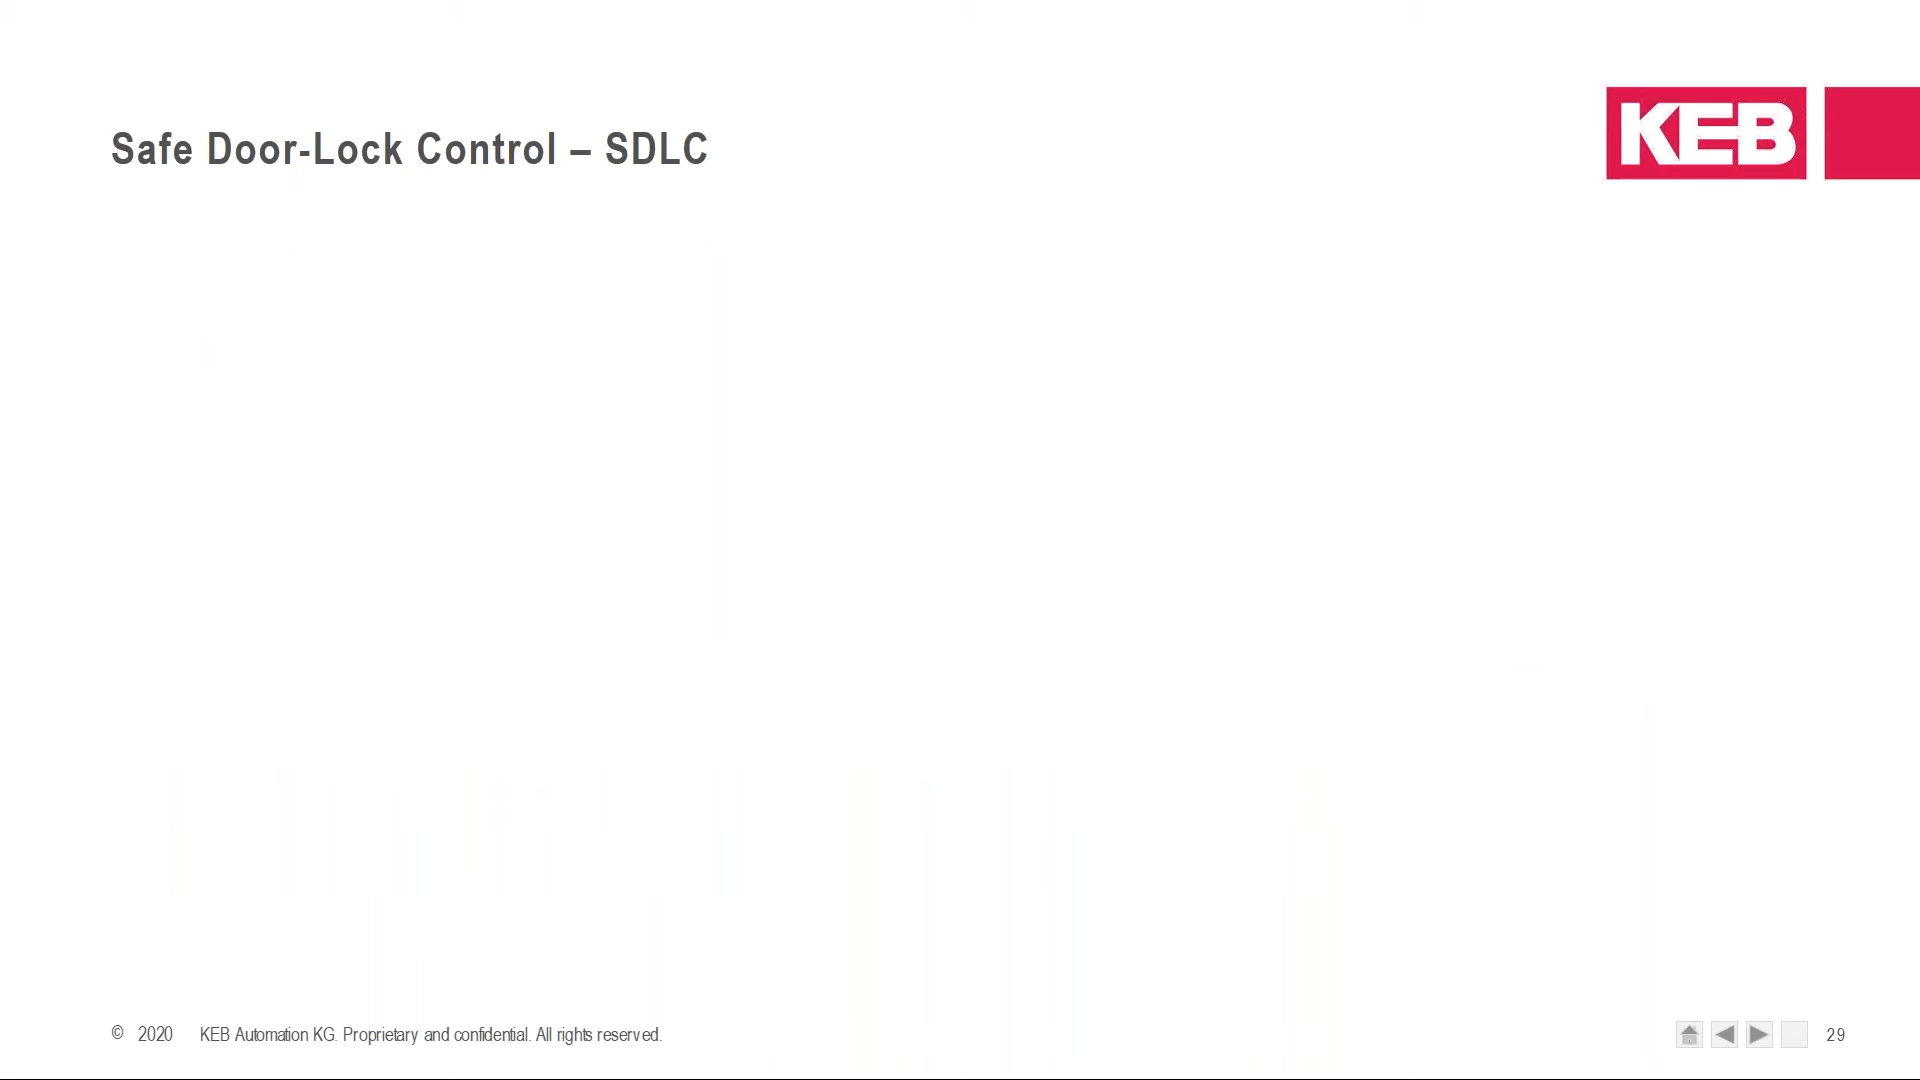 Safe Door-Lock Control – SDLC
KEB
© 2020 KEB Automation KG. Proprietary and confidential. All rights reserved.
29